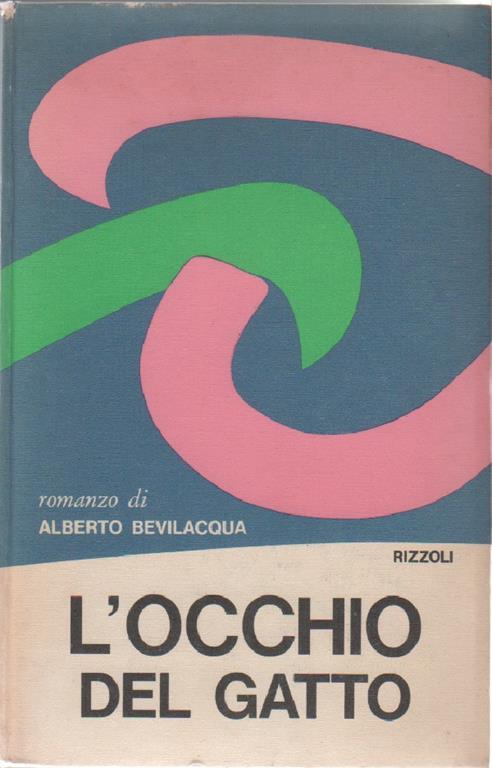 romanzo di
ALBERTO BEVILACQUA
RIZZOLI
L'OCCHIO
DEL GATTO